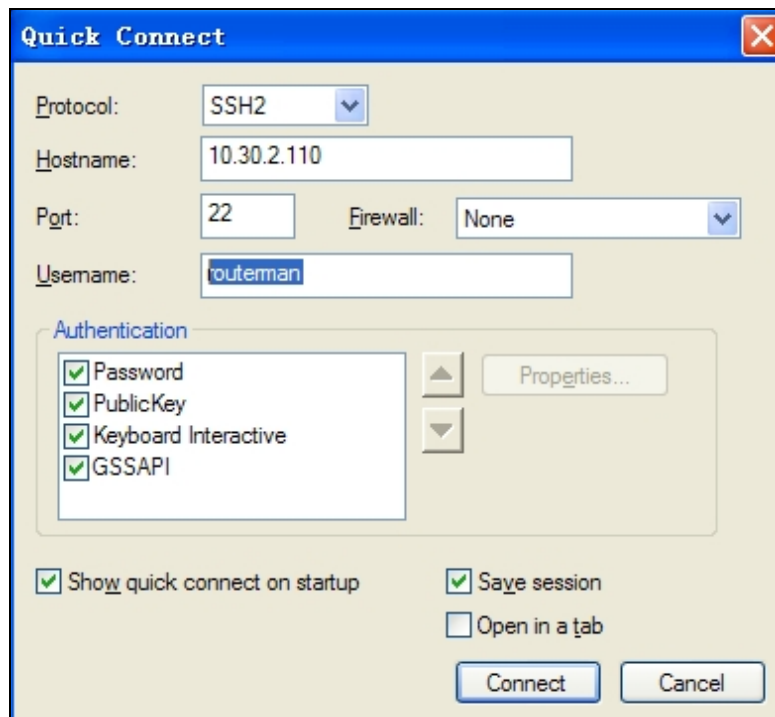 Quick Connect
Protocol: SSH2
Hostname: 10.30.2.110
Port: 22 Firewall: None
Username: routerman
Authentication
Password
PublicKey
Keyboard Interactive
GSSAPI
Properties...
Show quick connect on startup
Save session
Open in a tab
Connect Cancel